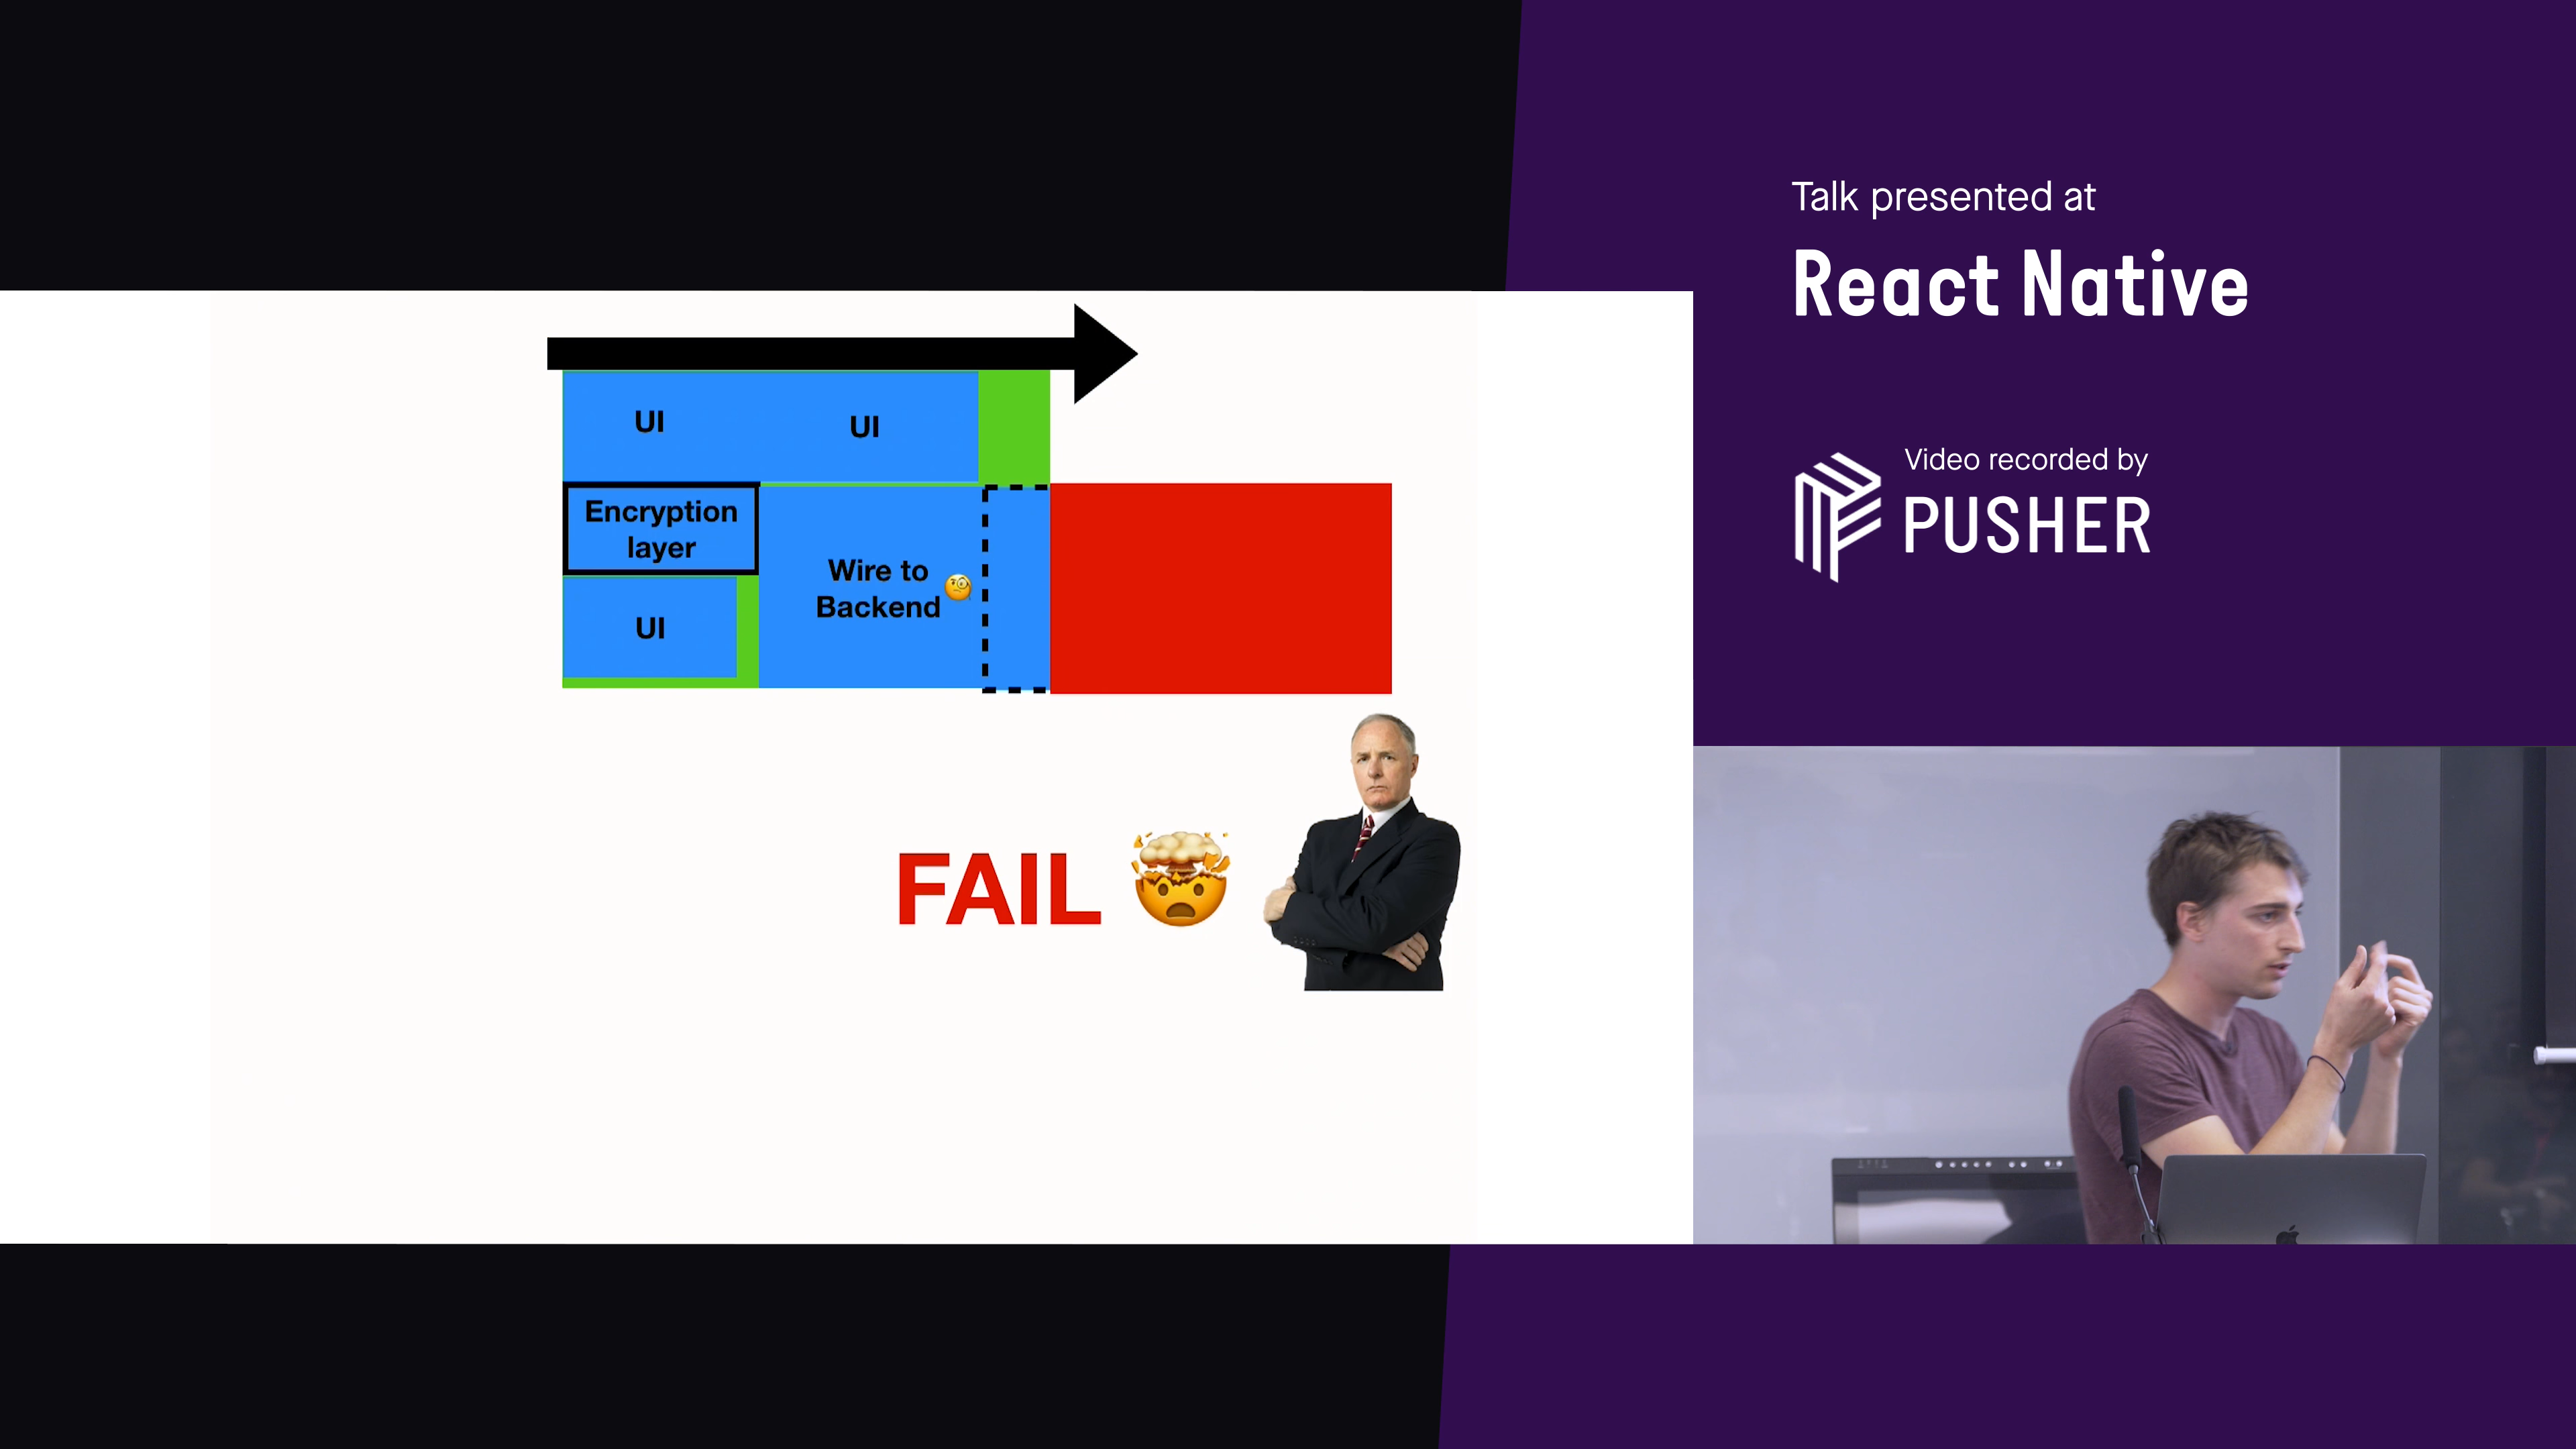 UI
UI
Encryption
layer
Wire to
Backend
UI
FAIL
Talk presented at
React Native
Video recorded by
PUSHER